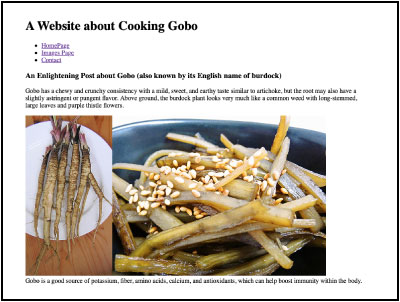 A Website about Cooking Gobo
HomePage
Images Page
Contact
An Enlightening Post about Gobo (also known by its English name of burdock)
Gobo has a chewy and crunchy consistency with a mild, sweet, and earthy taste similar to artichoke, but the root may also have a
slightly astringent or pungent flavor. Above ground, the burdock plant looks very much like a common weed with long-stemmed,
large leaves and purple thistle flowers.
Gobo is a good source of potassium, fiber, amino acids, calcium, and antioxidants, which can help boost immunity within the body.